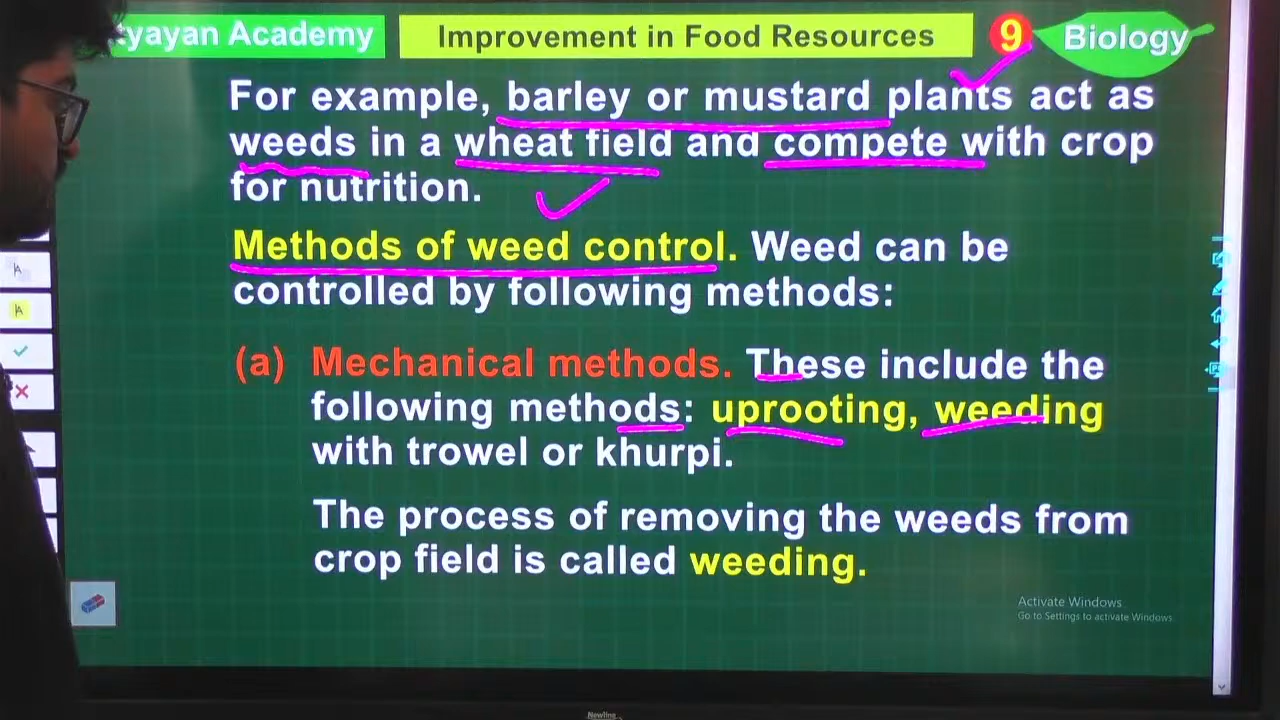 tyayan Academy
Improvement in Food Resources
9
Biology
For example, barley or mustard plants act as
weeds in a wheat field and compete with crop
for nutrition.
Methods of weed control. Weed can be
controlled by following methods:
(a) Mechanical methods. These include the
following methods: uprooting, weeding
with trowel or khurpi.
The process of removing the weeds from
crop field is called weeding.
Activate Windows
Go to Settings to activate Windows.
Newline